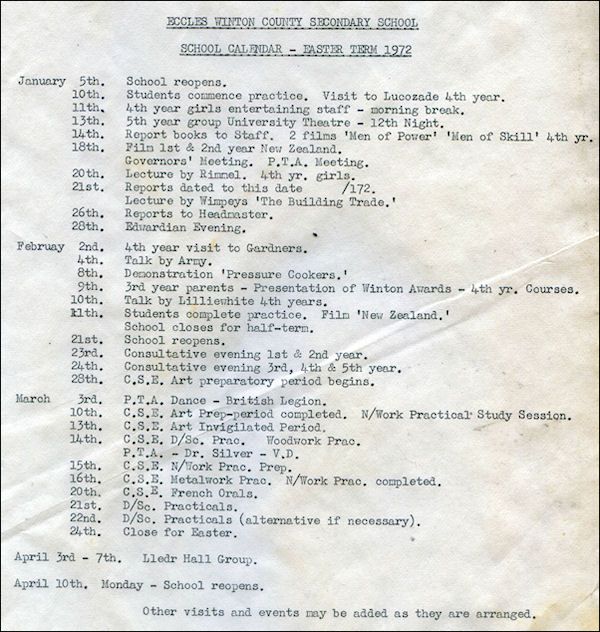 ECCLES WINTON COUNTY SECONDARY SCHOOL
SCHOOL CALENDAR - EASTER TERM 1972
January 5th. School reopens.
10th. Students commence practice. Visit to Lucozade 4th year.
11th. 4th year girls entertaining staff - morning break.
13th. 5th year group University Theatre - 12th Night.
14th. Report books to Staff. 2 films 'Men of Power' 'Men of Skill' 4th yr.
18th. Film 1st & 2nd year New Zealand.
Governors' Meeting. P.T.A. Meeting.
20th. Lecture by Rimmel. 4th yr. girls.
21st. Reports dated to this date /172.
Lecture by Wimpeys 'The Building Trade.'
26th. Reports to Headmaster.
28th. Edwardian Evening.
Februay 2nd. 4th year visit to Gardners.
4th. Talk by Army.
8th. Demonstration 'Pressure Cookers.'
9th. 3rd year parents - Presentation of Winton Awards - 4th yr. Courses.
10th. Talk by Lilliewhite 4th years.
11th. Students complete practice. Film 'New Zealand.'
School closes for half-term.
21st. School reopens.
23rd. Consultative evening 1st & 2nd year.
24th. Consultative evening 3rd, 4th & 5th year.
28th. C.S.E. Art preparatory period begins.
March 3rd. P.T.A. Dance - British Legion.
10th. C.S.E. Art Prep-period completed. N/Work Practical Study Session.
13th. C.S.E. Art Invigilated Period.
14th. C.S.E. D/Sc. Prac. Woodwork Prac.
P.T.A. - Dr. Silver - V.D.
15th. C.S.E. N/Work Prac. Prep.
16th. C.S.E. Metalwork Prac. N/Work Prac. completed.
20th. C.S.E. French Orals.
21st. D/Sc. Practicals.
22nd. D/Sc. Practicals (alternative if necessary).
24th. Close for Easter.
April 3rd - 7th. Lledr Hall Group.
April 10th. Monday - School reopens.
Other visits and events may be added as they are arranged.